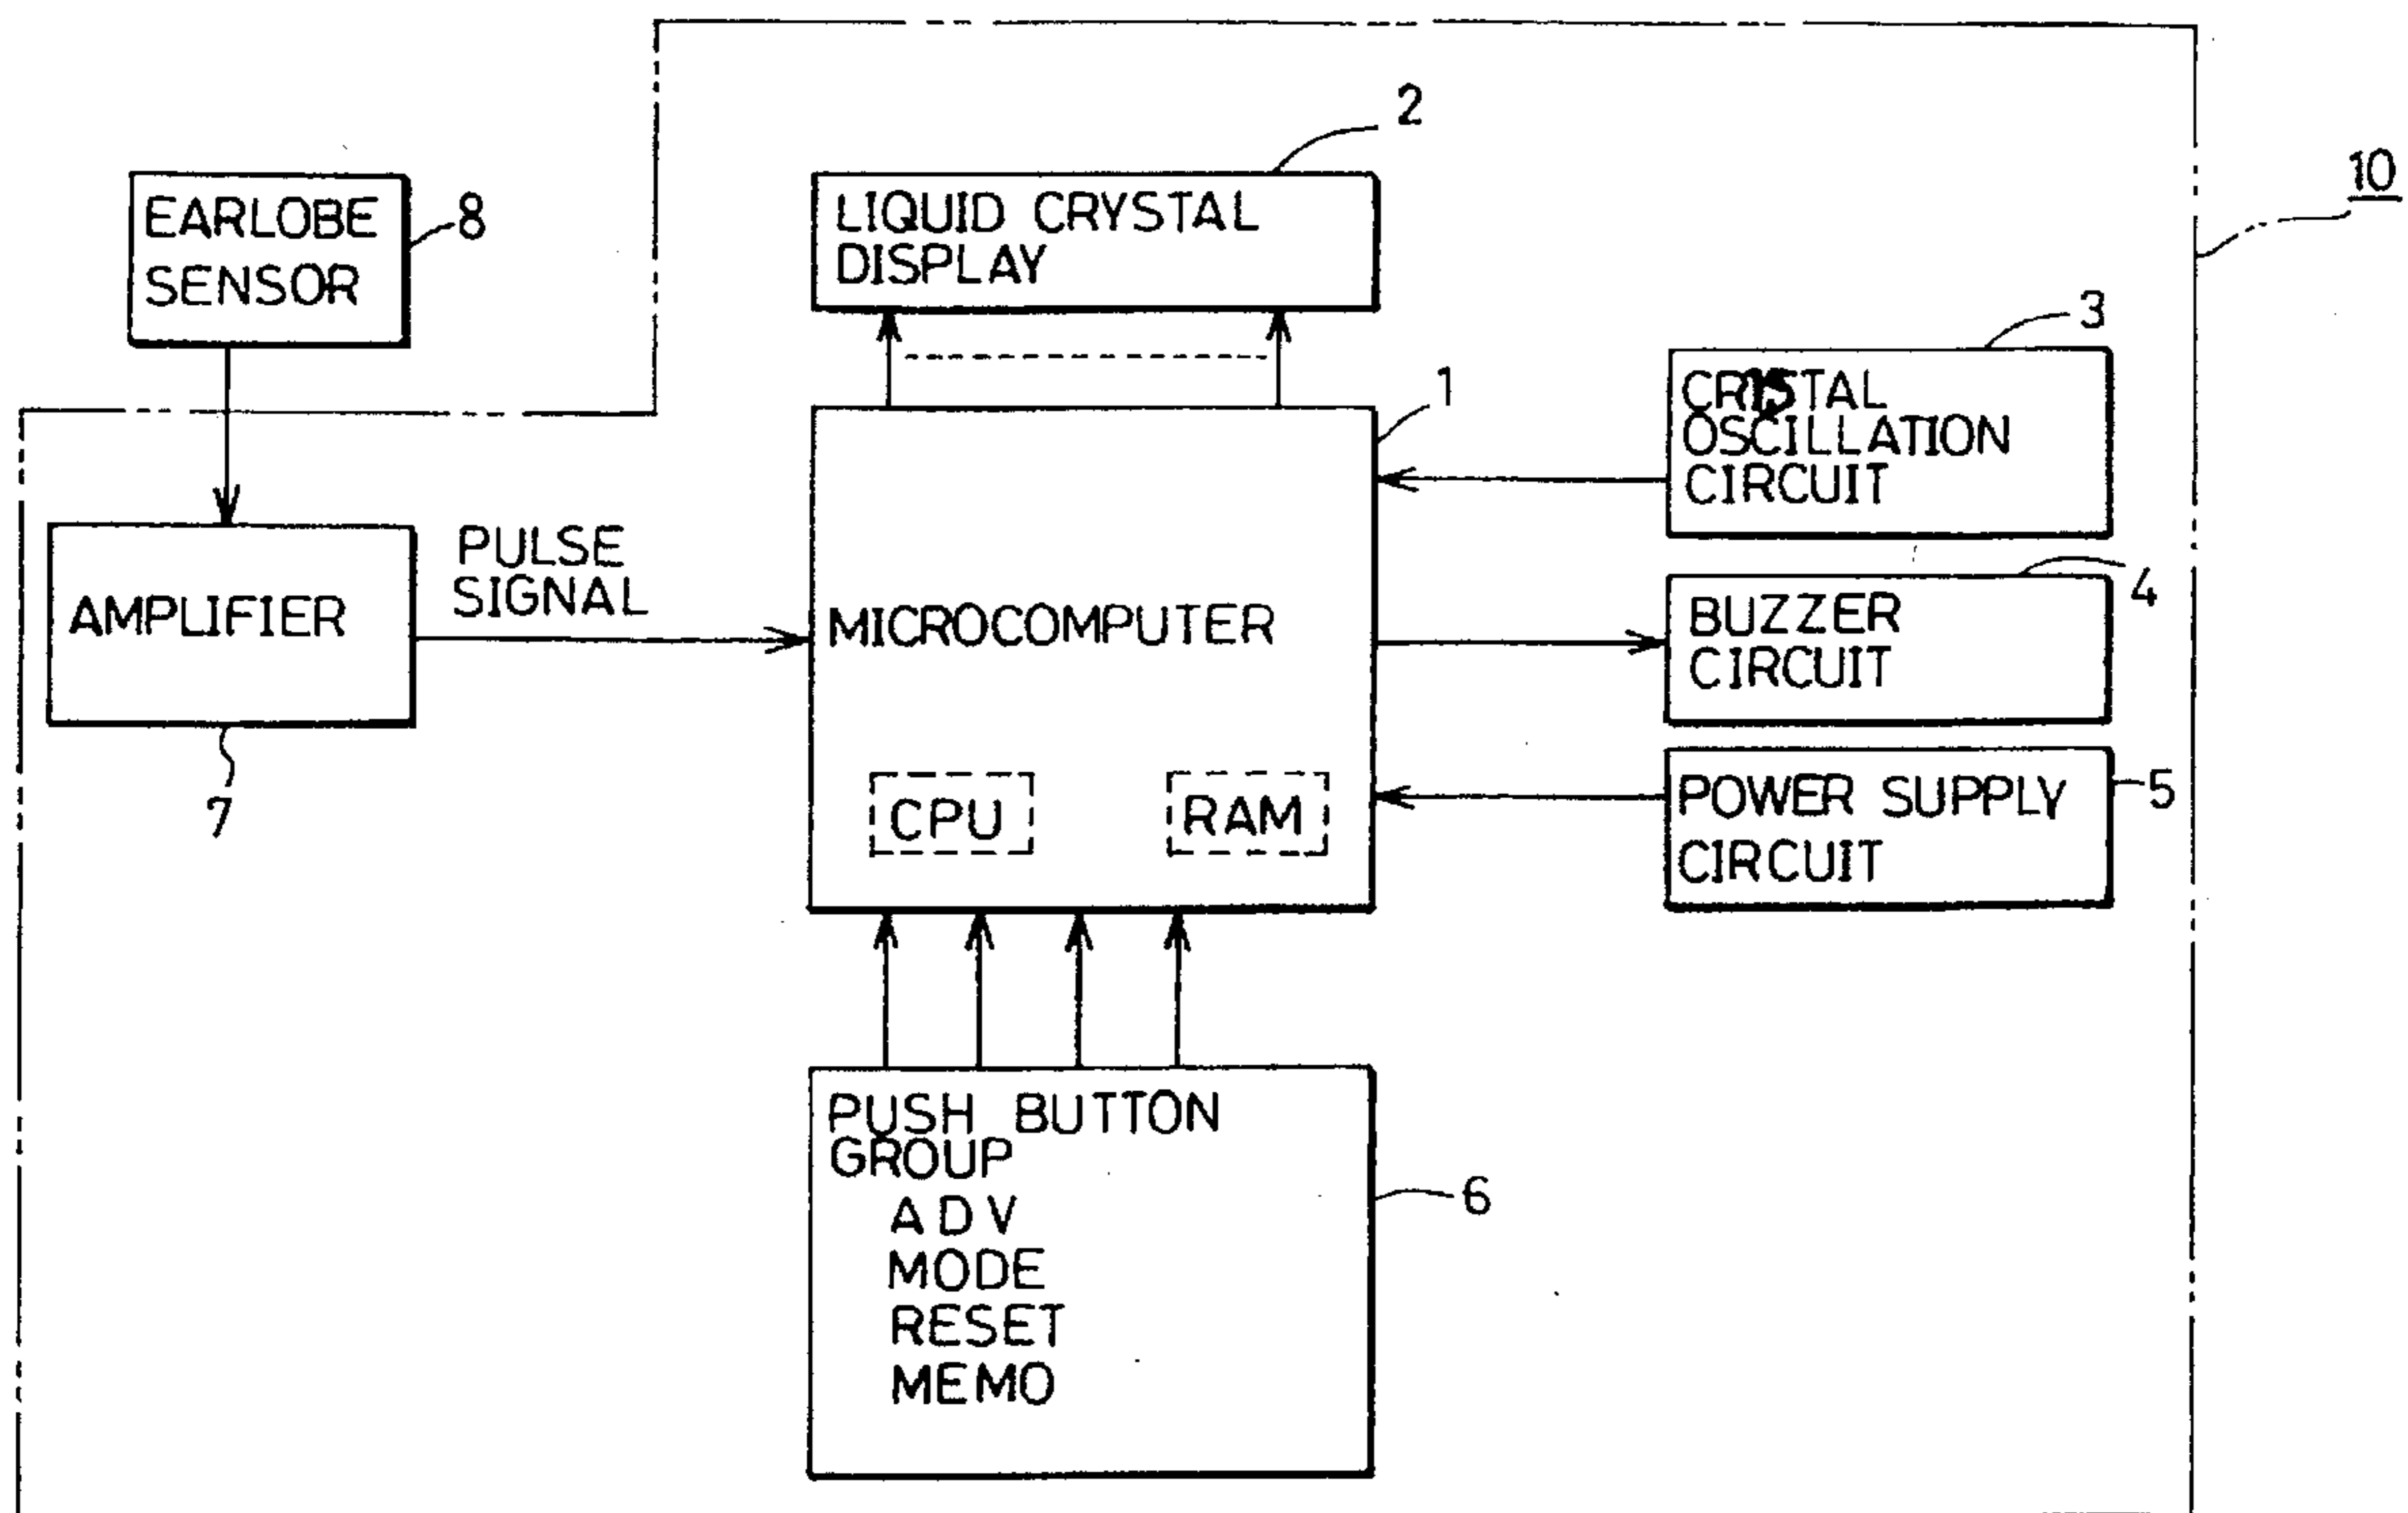 2
10
EARLOBE
SENSOR
8
LIQUID CRYSTAL
DISPLAY
3
1
CRYSTAL
OSCILLATION
CIRCUIT
PULSE
SIGNAL
AMPLIFIER
MICROCOMPUTER
4
BUZZER
CIRCUIT
7
CPU
RAM
5
POWER SUPPLY
CIRCUIT
PUSH BUTTON
GROUP
ADV
MODE
RESET
MEMO
6